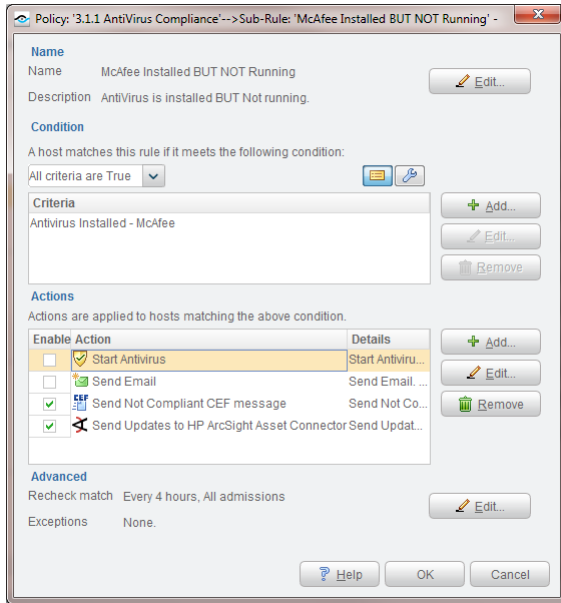 Policy: '3.1.1 AntiVirus Compliance'-->Sub-Rule: 'McAfee Installed BUT NOT Running' -
Name
Name McAfee Installed BUT NOT Running
Edit...
Description AntiVirus is installed BUT Not running.
Condition
A host matches this rule if it meets the following condition:
All criteria are True
Criteria
Add...
Antivirus Installed - McAfee
Edit...
Remove
Actions
Actions are applied to hosts matching the above condition.
Enable Action Details
Add...
Start Antivirus Start Antiviru...
Edit...
Send Email Send Email. ...
CEF Send Not Compliant CEF message Send Not Co...
Remove
Send Updates to HP ArcSight Asset Connector Send Updat...
Advanced
Recheck match Every 4 hours, All admissions
Edit...
Exceptions None.
Help OK Cancel